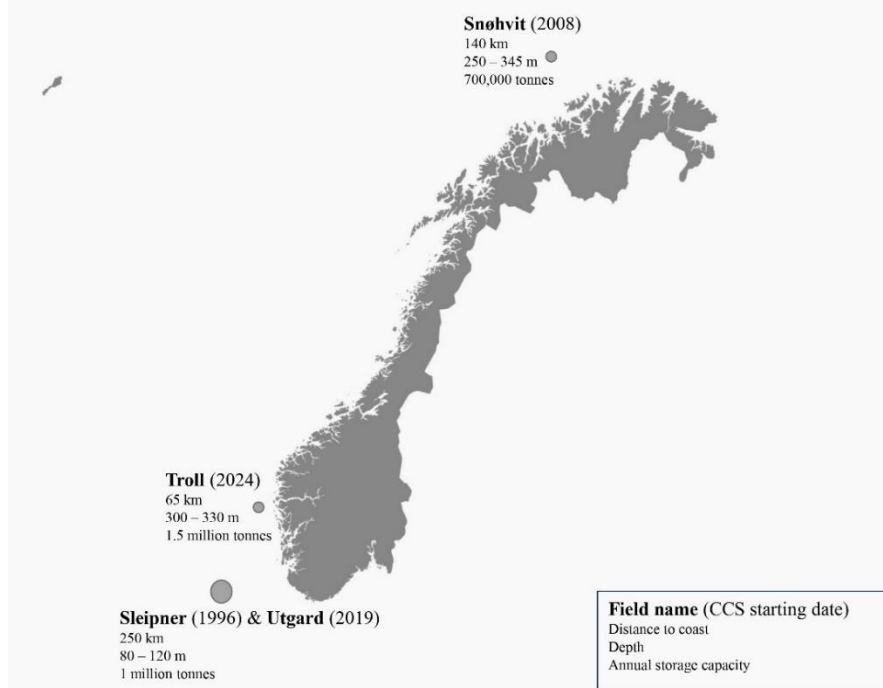 Snøhvit (2008)
140 km
250 – 345 m
700,000 tonnes
Troll (2024)
65 km
300 – 330 m
1.5 million tonnes
Sleipner (1996) & Utgard (2019)
250 km
80 – 120 m
1 million tonnes
Field name (CCS starting date)
Distance to coast
Depth
Annual storage capacity